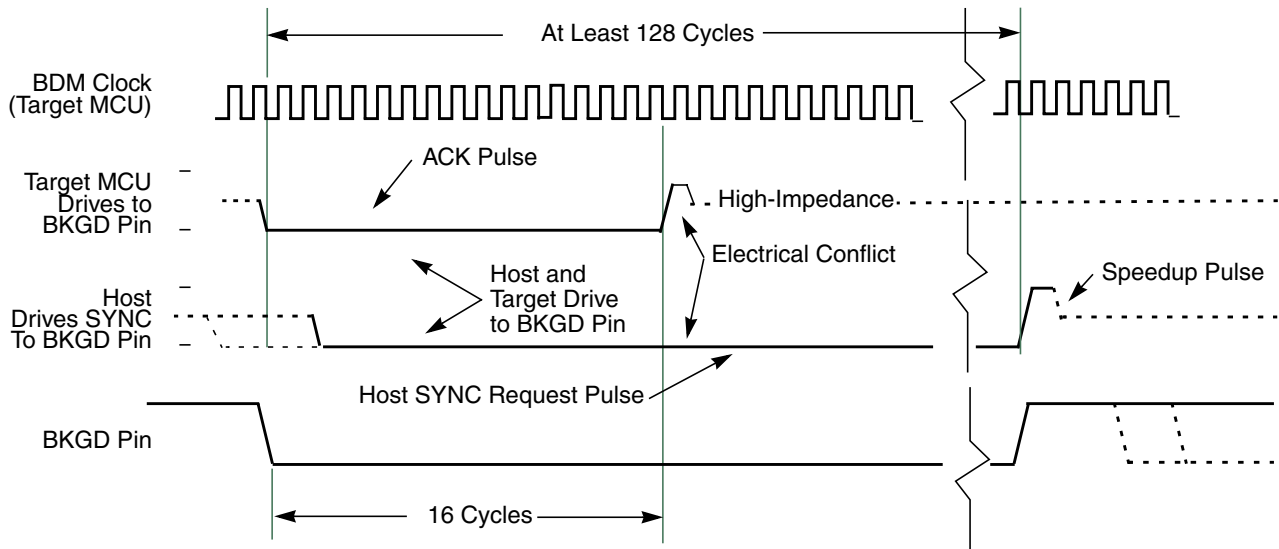 At Least 128 Cycles
BDM Clock
(Target MCU)
ACK Pulse
Target MCU
Drives to
BKGD Pin
High-Impedance
Electrical Conflict
Host and
Target Drive
to BKGD Pin
Speedup Pulse
Host
Drives SYNC
To BKGD Pin
Host SYNC Request Pulse
BKGD Pin
16 Cycles